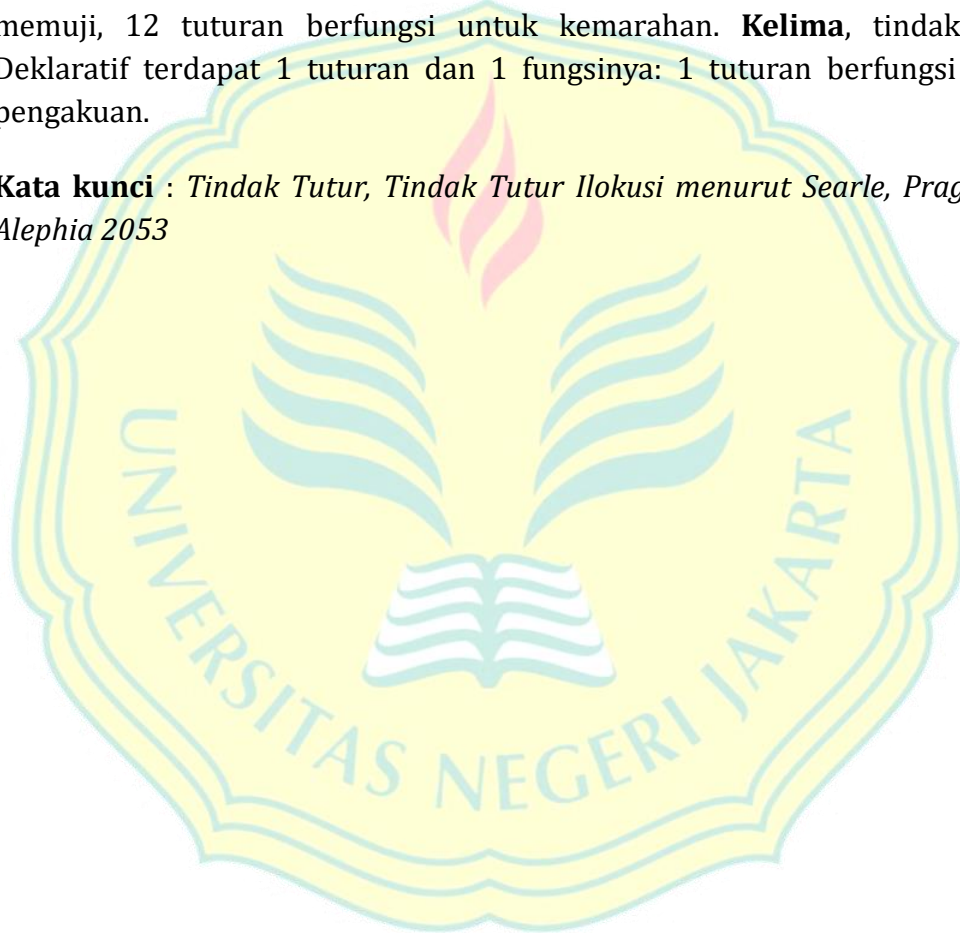 memuji, 12 tuturan berfungsi untuk kemarahan. Kelima, tindak
Deklaratif terdapat 1 tuturan dan 1 fungsinya: 1 tuturan berfungsi
pengakuan.
Kata kunci : Tindak Tutur, Tindak Tutur Ilokusi menurut Searle,
Alephia 2053
UNIVERSITAS NEGERI JAKARTA